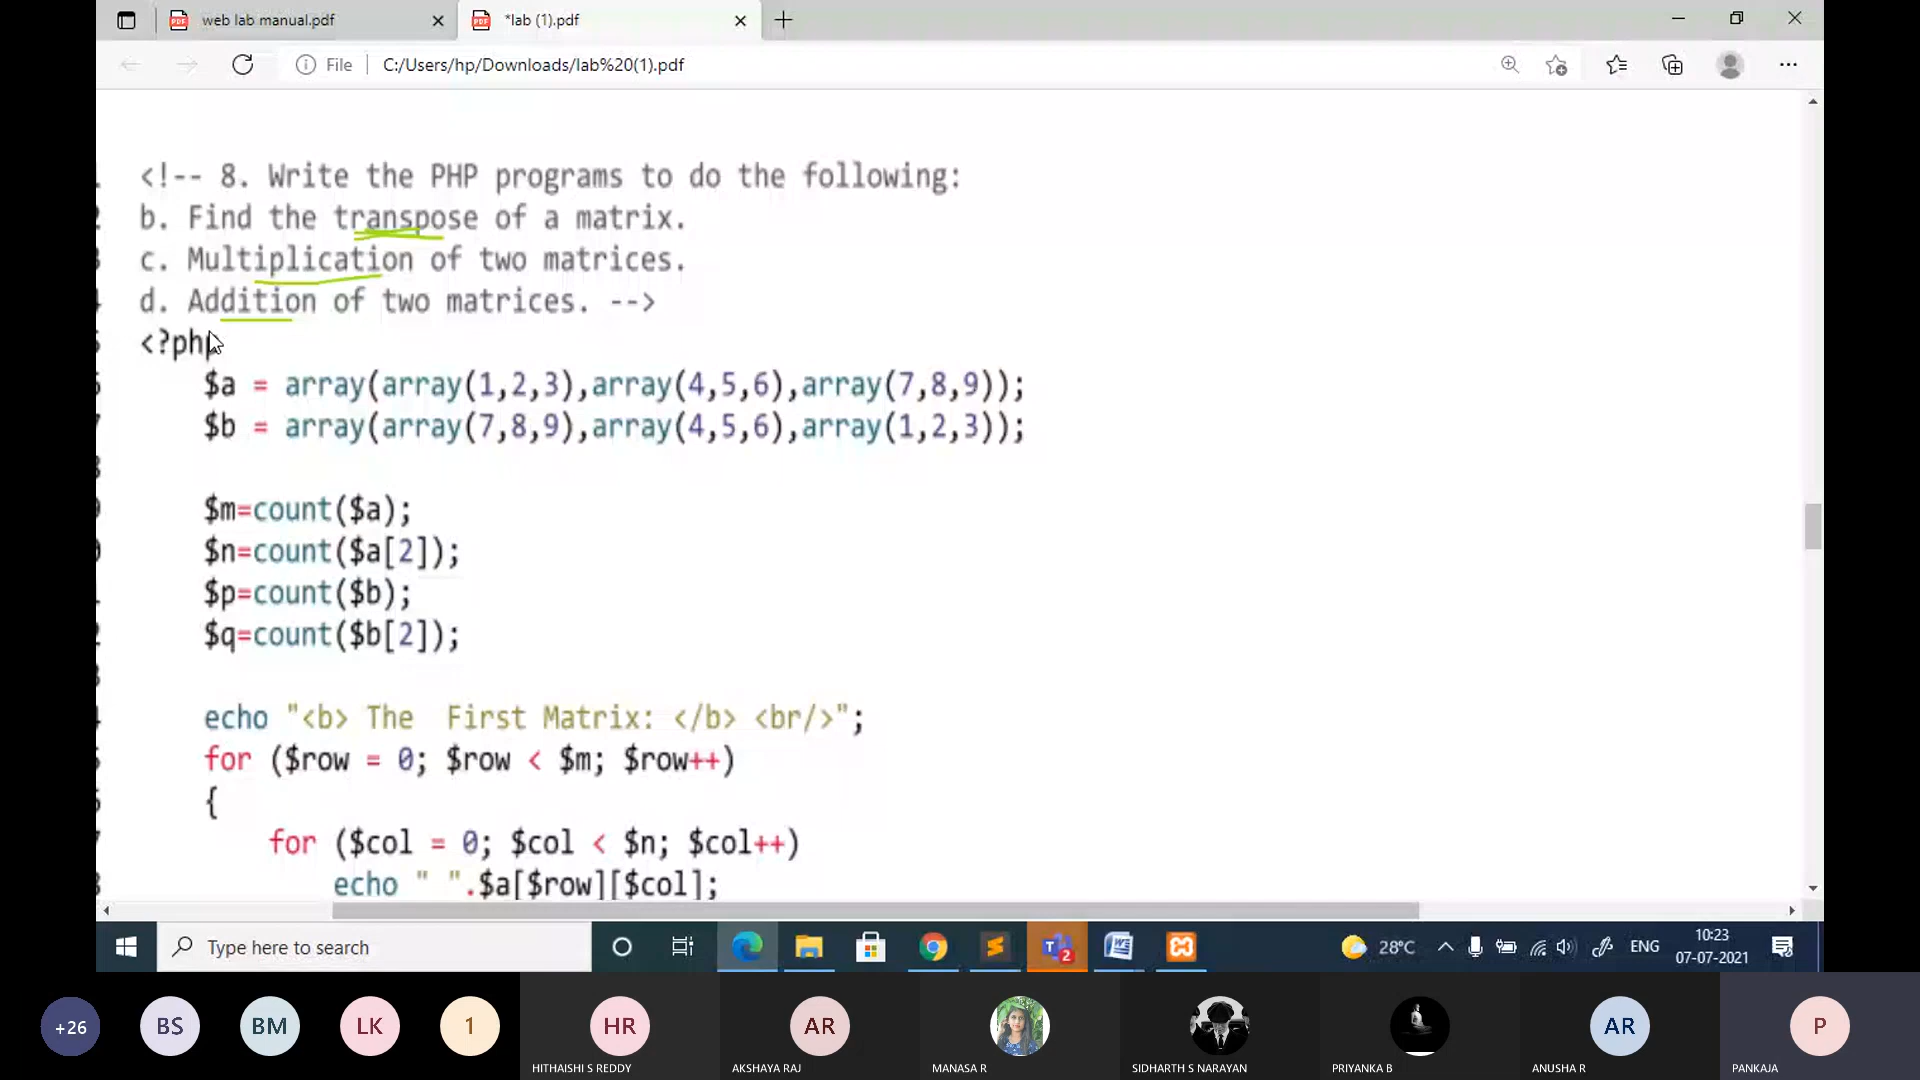 web lab manual.pdf
*lab (1).pdf
File
C:/Users/hp/Downloads/lab%20(1).pdf
<!-- 8. Write the PHP programs to do the following:
b. Find the transpose of a matrix.
c. Multiplication of two matrices.
d. Addition of two matrices. -->
<?php
$a = array(array(1,2,3),array(4,5,6),array(7,8,9));
$b = array(array(7,8,9),array(4,5,6),array(1,2,3));
$m=count($a);
$n=count($a[2]);
$p=count($b);
$q=count($b[2]);
echo "<b> The  First Matrix: </b> <br/>";
for ($row = 0; $row < $m; $row++)
{
for ($col = 0; $col < $n; $col++)
echo " ".$a[$row][$col];
Type here to search
2
28°C
ENG
10:23
07-07-2021
+26
BS
BM
LK
1
HR
AR
AR
P
HITHAISHI S REDDY
AKSHAYA RAJ
MANASA R
SIDHARTH S NARAYAN
PRIYANKA B
ANUSHA R
PANKAJA